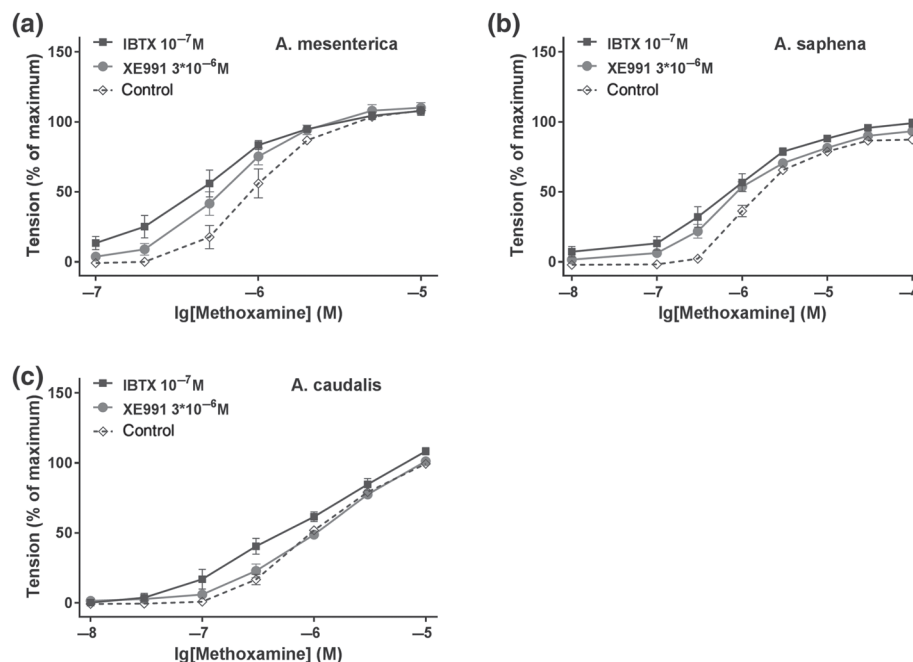 (a)
IBTX 10⁻⁷M
XE991 3*10⁻⁶M
Control
A. mesenterica
Tension (% of maximum)
150
100
50
0
–7
–6
–5
lg[Methoxamine] (M)
(b)
IBTX 10⁻⁷M
XE991 3*10⁻⁶M
Control
A. saphena
Tension (% of maximum)
150
100
50
0
–8
–7
–6
–5
–4
lg[Methoxamine] (M)
(c)
IBTX 10⁻⁷M
XE991 3*10⁻⁶M
Control
A. caudalis
Tension (% of maximum)
150
100
50
0
–8
–7
–6
–5
lg[Methoxamine] (M)